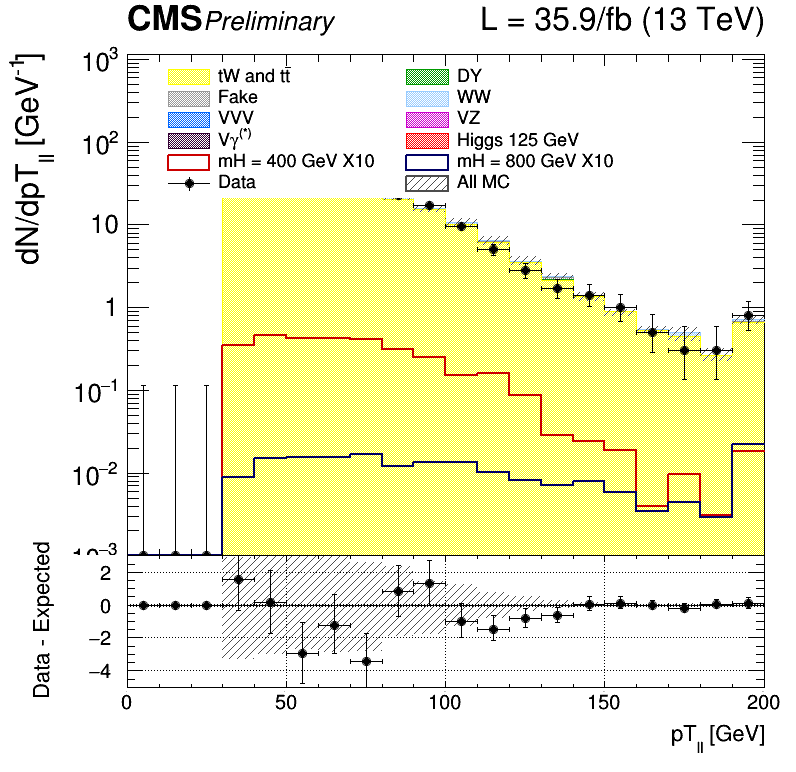 CMS Preliminary L = 35.9/fb (13 TeV)
dN/dpT_ll [GeV⁻¹]
10³
10²
10
1
10⁻¹
10⁻²
10⁻³
tW and tt̄ DY
Fake WW
VVV VZ
Vγ⁽*⁾ Higgs 125 GeV
mH = 400 GeV X10 mH = 800 GeV X10
Data All MC
Data - Expected
2
0
−2
−4
0 50 100 150 200
pT_ll [GeV]